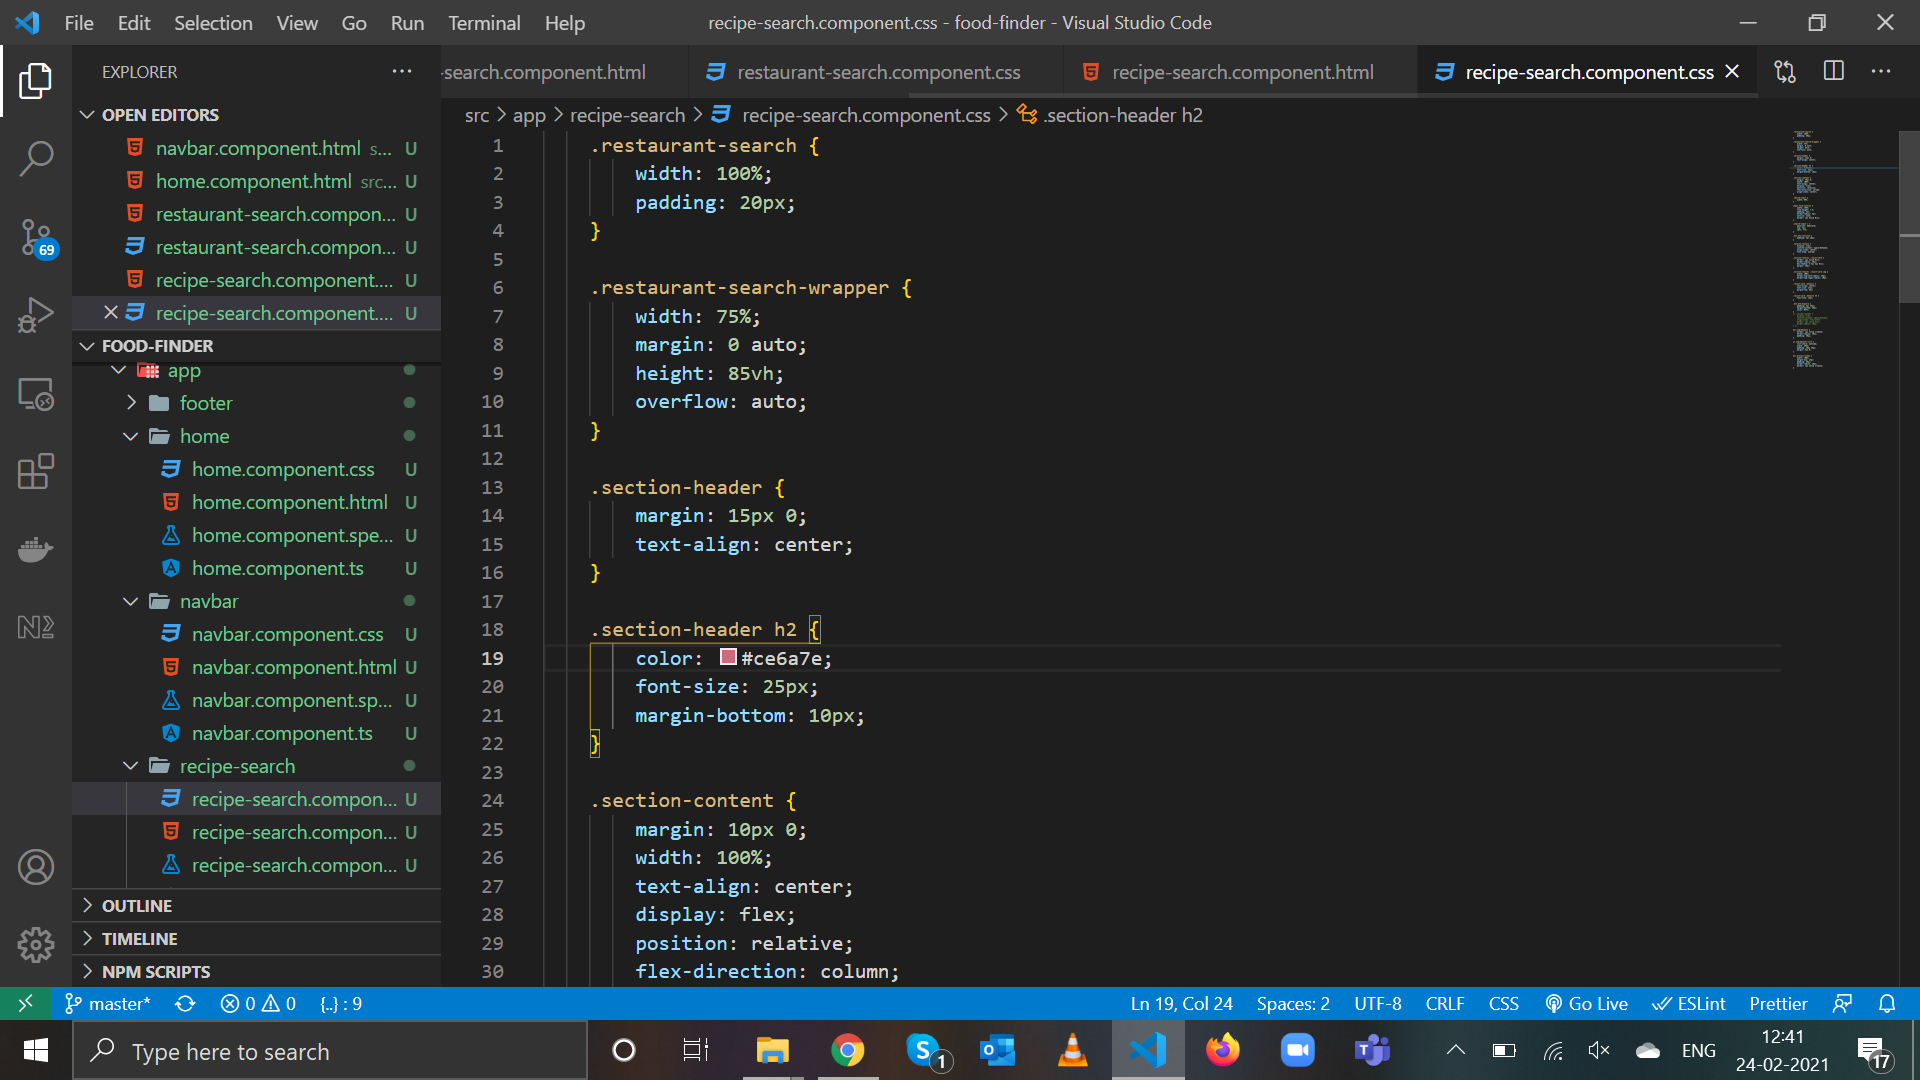 File Edit Selection View Go Run Terminal Help
recipe-search.component.css - food-finder - Visual Studio Code
EXPLORER
-search.component.html
restaurant-search.component.css
recipe-search.component.html
recipe-search.component.css
src > app > recipe-search > recipe-search.component.css > .section-header h2
OPEN EDITORS
navbar.component.html s... U
home.component.html src... U
restaurant-search.compon... U
restaurant-search.compon... U
recipe-search.component.... U
recipe-search.component.... U
FOOD-FINDER
app
footer
home
home.component.css U
home.component.html U
home.component.spe... U
home.component.ts U
navbar
navbar.component.css U
navbar.component.html U
navbar.component.sp... U
navbar.component.ts U
recipe-search
recipe-search.compon... U
recipe-search.compon... U
recipe-search.compon... U
OUTLINE
TIMELINE
NPM SCRIPTS
69
1 .restaurant-search {
2 width: 100%;
3 padding: 20px;
4 }
5
6 .restaurant-search-wrapper {
7 width: 75%;
8 margin: 0 auto;
9 height: 85vh;
10 overflow: auto;
11 }
12
13 .section-header {
14 margin: 15px 0;
15 text-align: center;
16 }
17
18 .section-header h2 {
19 color: #ce6a7e;
20 font-size: 25px;
21 margin-bottom: 10px;
22 }
23
24 .section-content {
25 margin: 10px 0;
26 width: 100%;
27 text-align: center;
28 display: flex;
29 position: relative;
30 flex-direction: column;
master* 0 0 {..} : 9
Ln 19, Col 24 Spaces: 2 UTF-8 CRLF CSS Go Live ESLint Prettier
Type here to search
1
ENG
12:41
24-02-2021
17